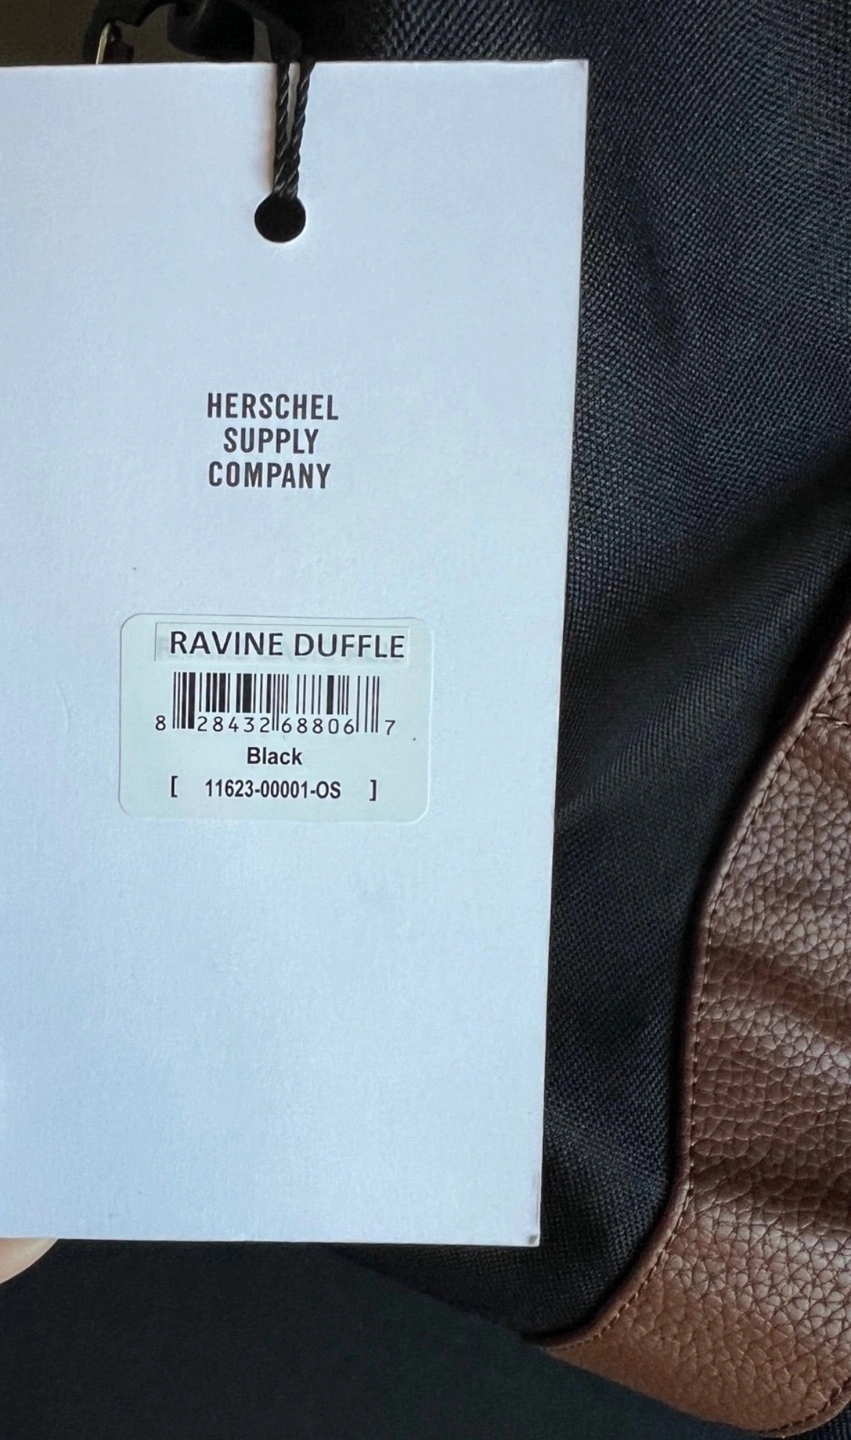 HERSCHEL
SUPPLY
COMPANY
RAVINE DUFFLE
8 28432 68806 7
Black
[ 11623-00001-OS ]